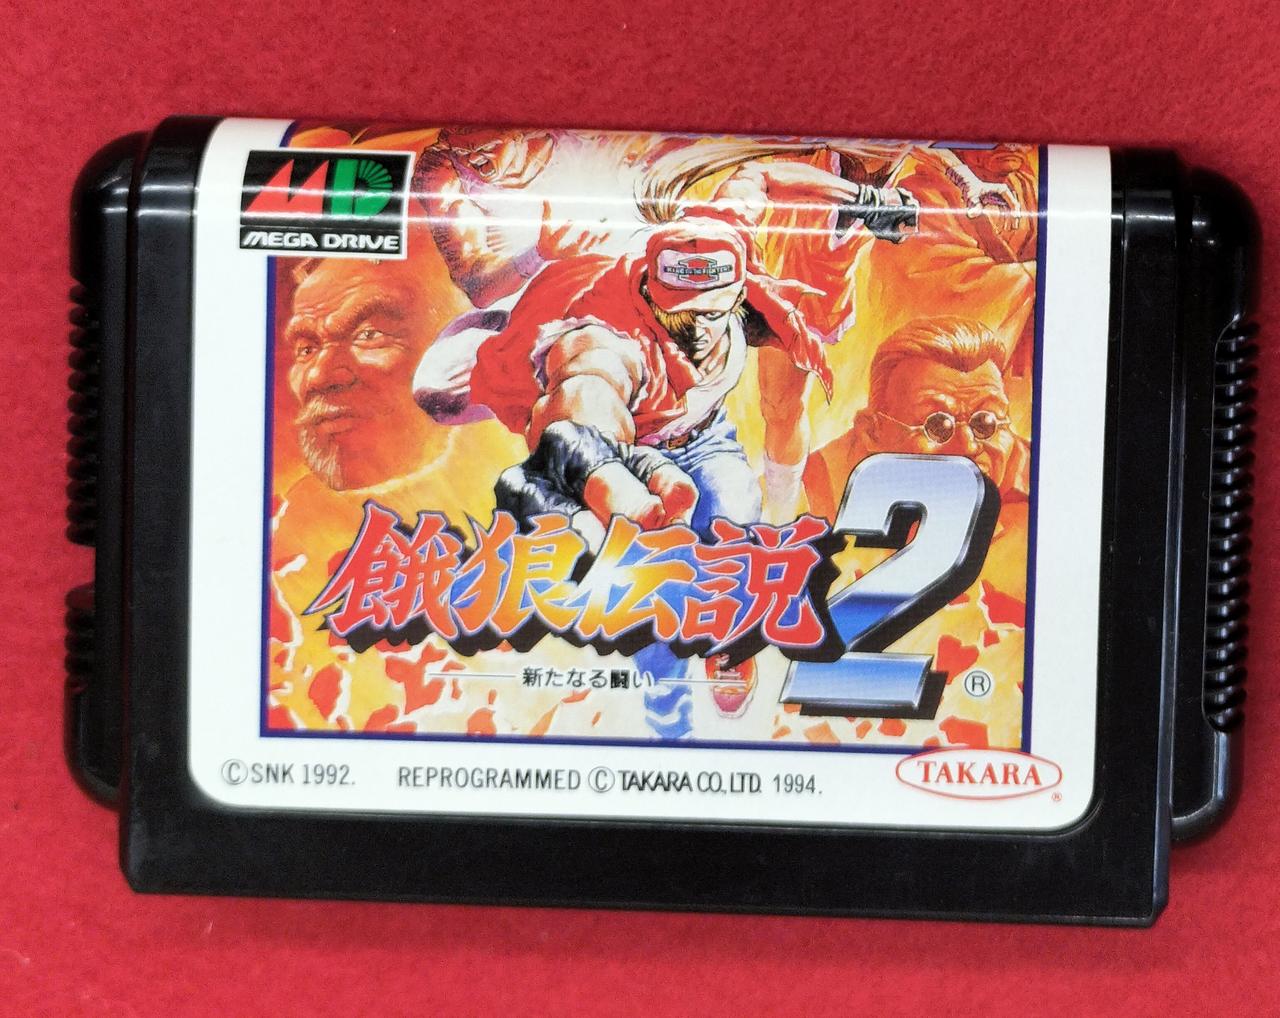 MD
MEGA DRIVE
餓狼伝説2
新たなる闘い
®
©SNK 1992. REPROGRAMMED ©TAKARA CO.,LTD. 1994.
TAKARA®